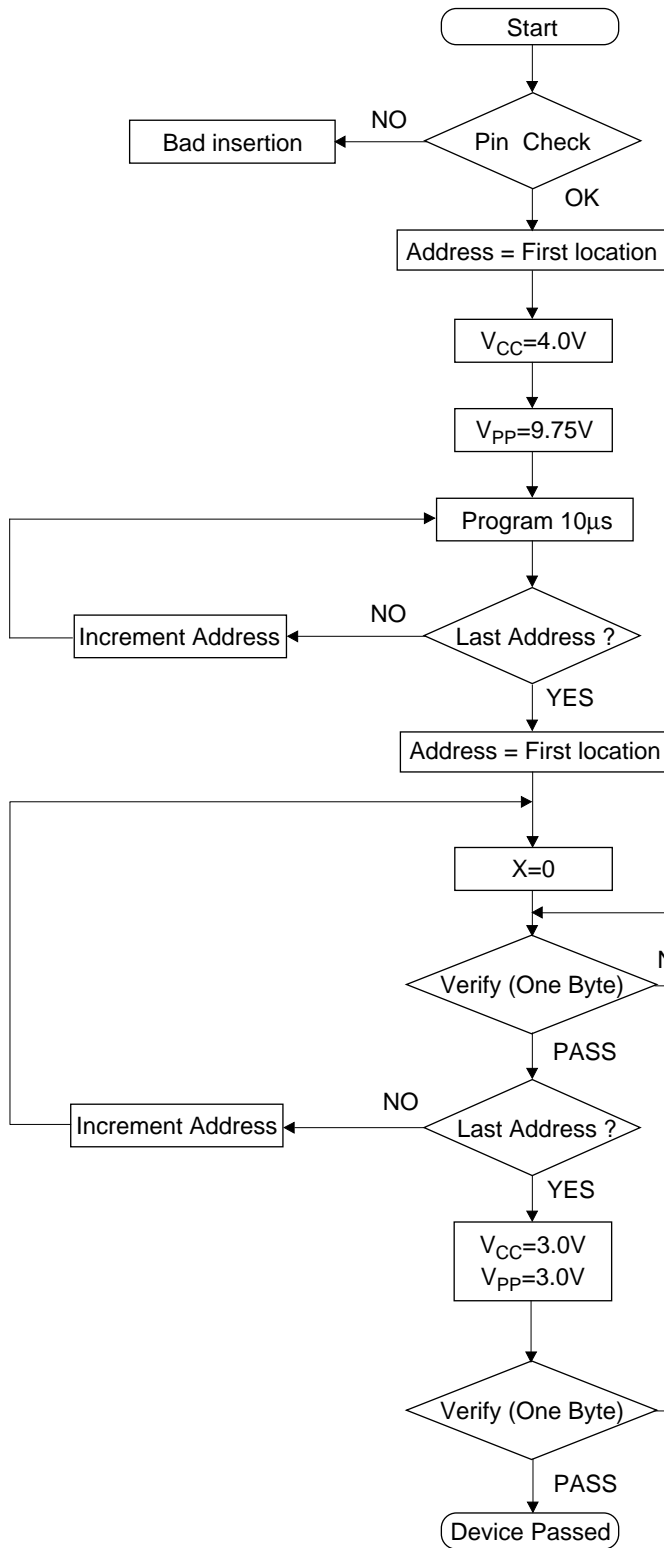 Start
NO
Bad insertion
Pin Check
OK
Address = First location
VCC=4.0V
VPP=9.75V
Program 10μs
NO
Increment Address
Last Address ?
YES
Address = First location
X=0
Verify (One Byte)
PASS
NO
Increment Address
Last Address ?
YES
VCC=3.0V
VPP=3.0V
Verify (One Byte)
PASS
Device Passed